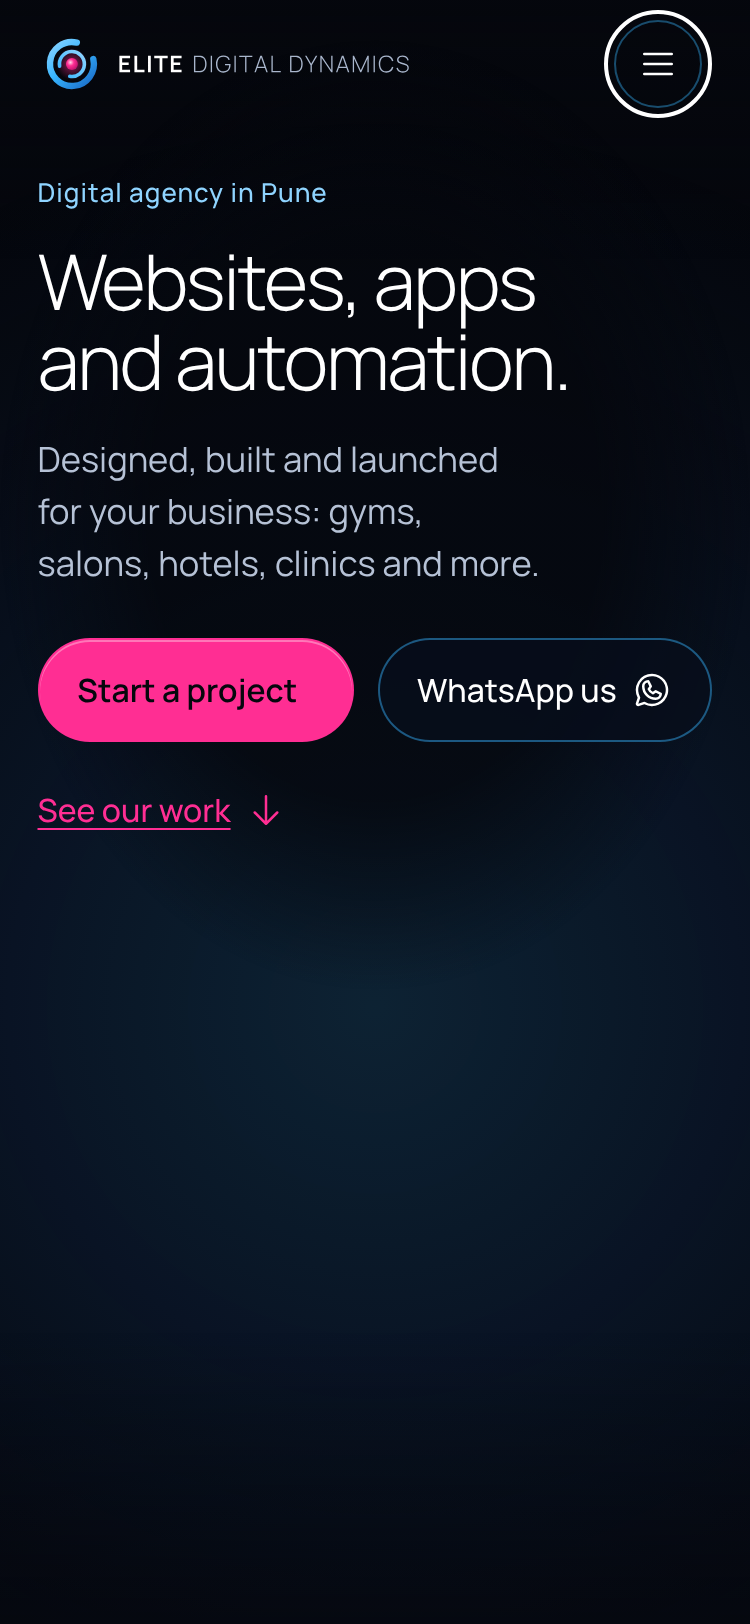 ELITE DIGITAL DYNAMICS
Digital agency in Pune
Websites, apps
and automation.
Designed, built and launched
for your business: gyms,
salons, hotels, clinics and more.
Start a project
WhatsApp us
See our work